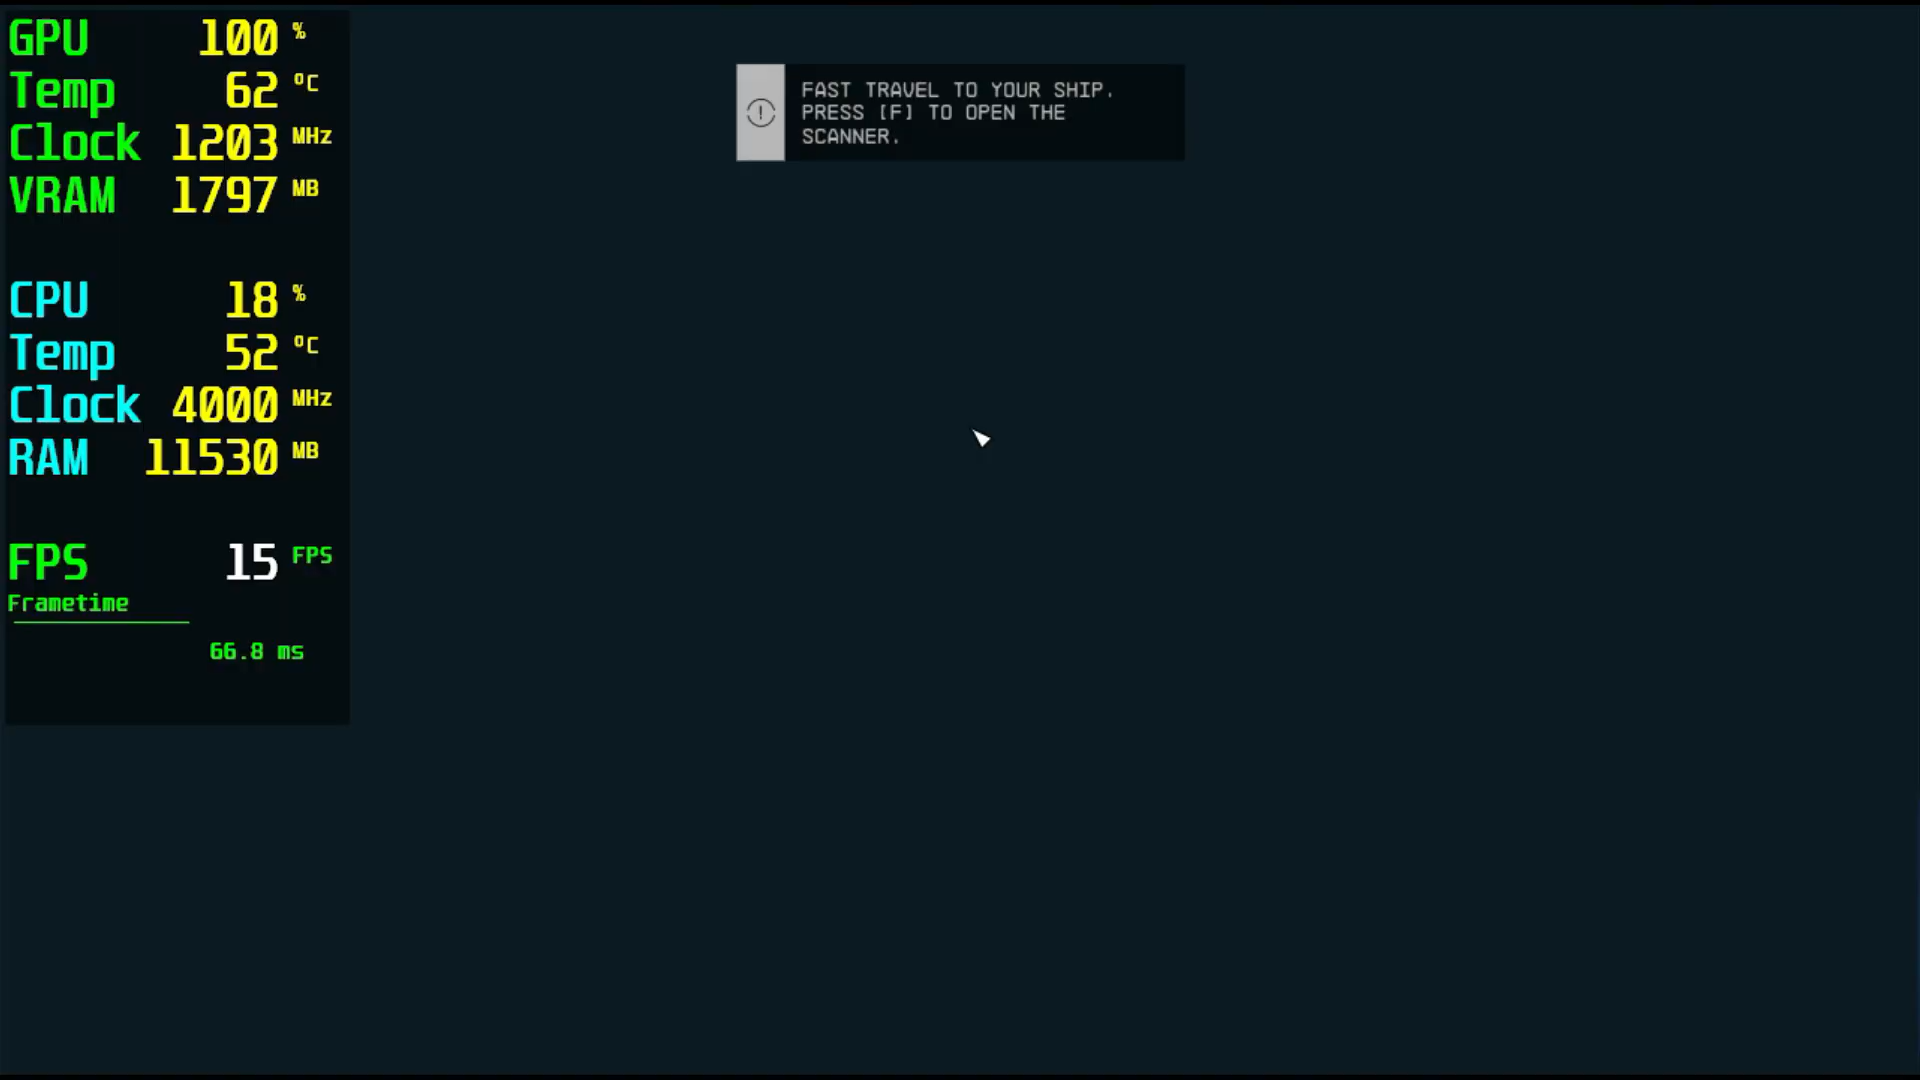 GPU 100 %
Temp 62 °C
Clock 1203 MHz
VRAM 1797 MB
CPU 18 %
Temp 52 °C
Clock 4000 MHz
RAM 11530 MB
FPS 15 FPS
Frametime
66.8 ms
FAST TRAVEL TO YOUR SHIP.
PRESS [F] TO OPEN THE
SCANNER.